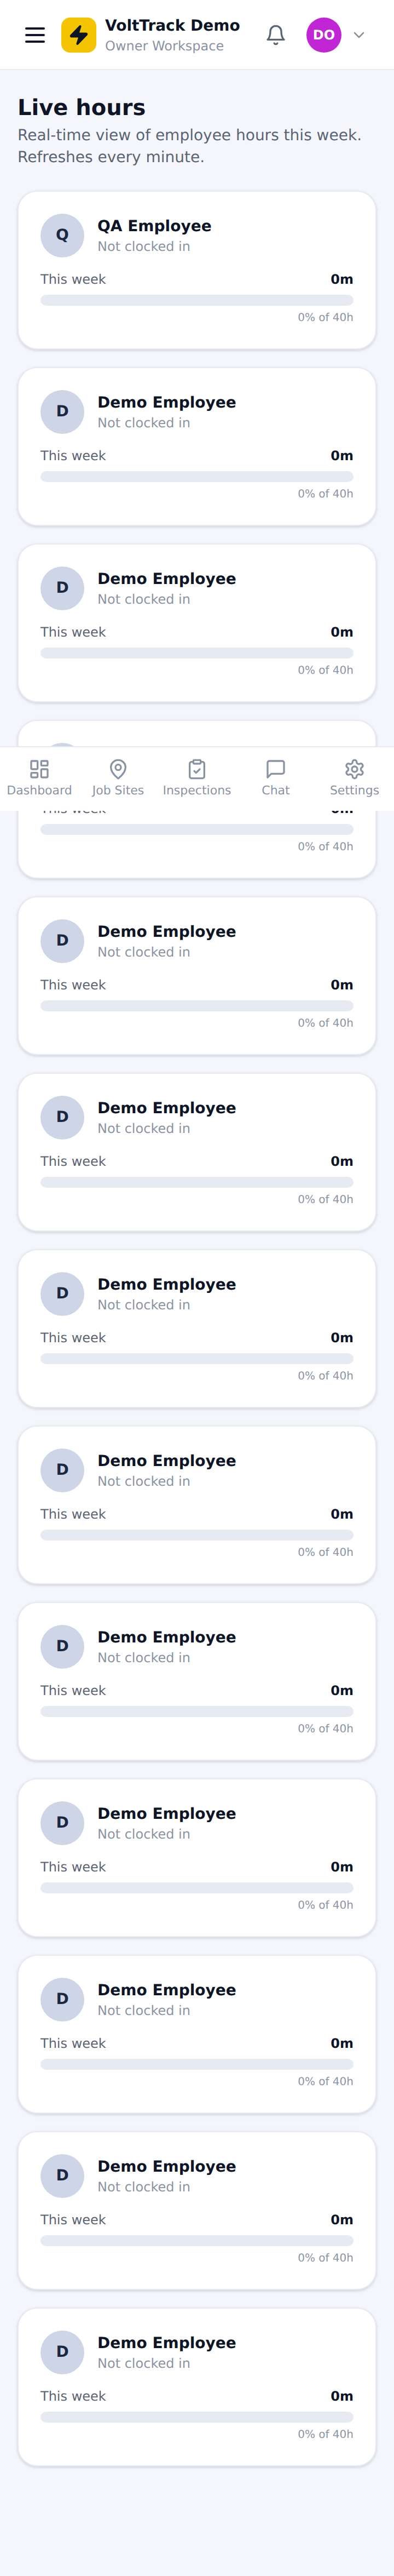 VoltTrack Demo
Owner Workspace
DO
Live hours
Real-time view of employee hours this week.
Refreshes every minute.
Q
QA Employee
Not clocked in
This week 0m
0% of 40h
D
Demo Employee
Not clocked in
This week 0m
0% of 40h
D
Demo Employee
Not clocked in
This week 0m
0% of 40h
Dashboard Job Sites Inspections Chat Settings
0% of 40h
D
Demo Employee
Not clocked in
This week 0m
0% of 40h
D
Demo Employee
Not clocked in
This week 0m
0% of 40h
D
Demo Employee
Not clocked in
This week 0m
0% of 40h
D
Demo Employee
Not clocked in
This week 0m
0% of 40h
D
Demo Employee
Not clocked in
This week 0m
0% of 40h
D
Demo Employee
Not clocked in
This week 0m
0% of 40h
D
Demo Employee
Not clocked in
This week 0m
0% of 40h
D
Demo Employee
Not clocked in
This week 0m
0% of 40h
D
Demo Employee
Not clocked in
This week 0m
0% of 40h